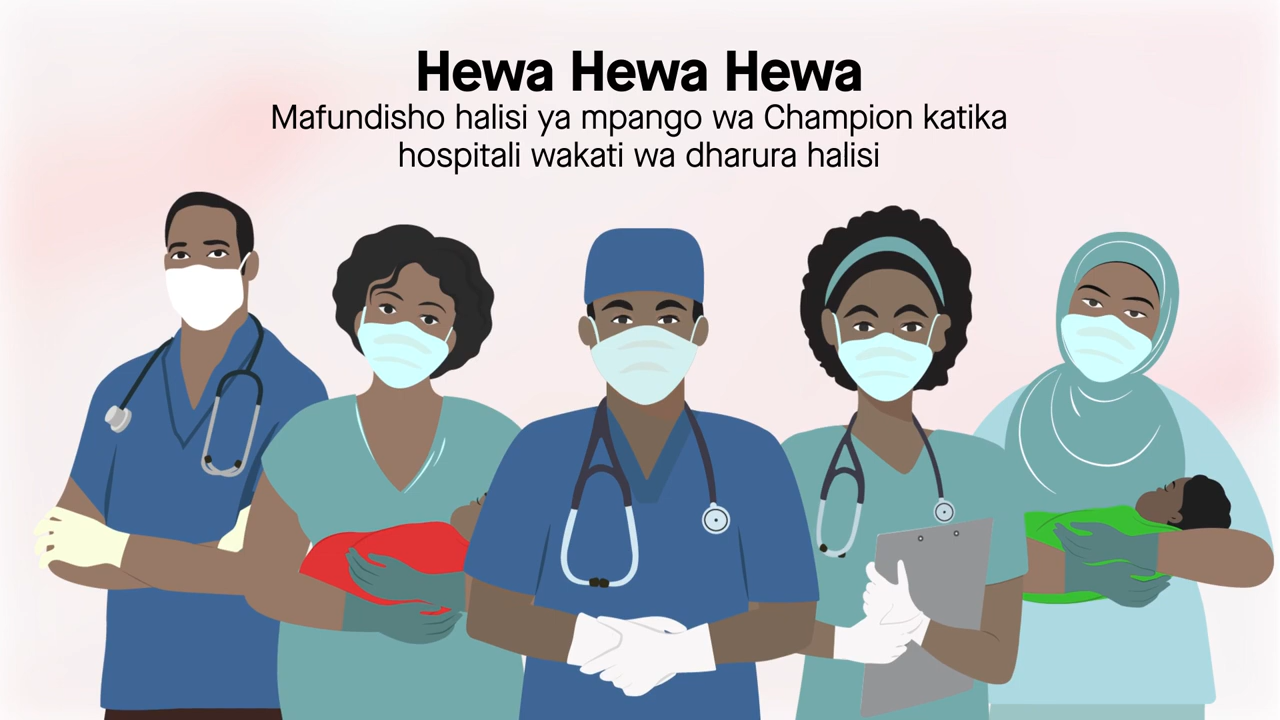 Hewa Hewa Hewa
Mafundisho halisi ya mpango wa Champion katika
hospitali wakati wa dharura halisi